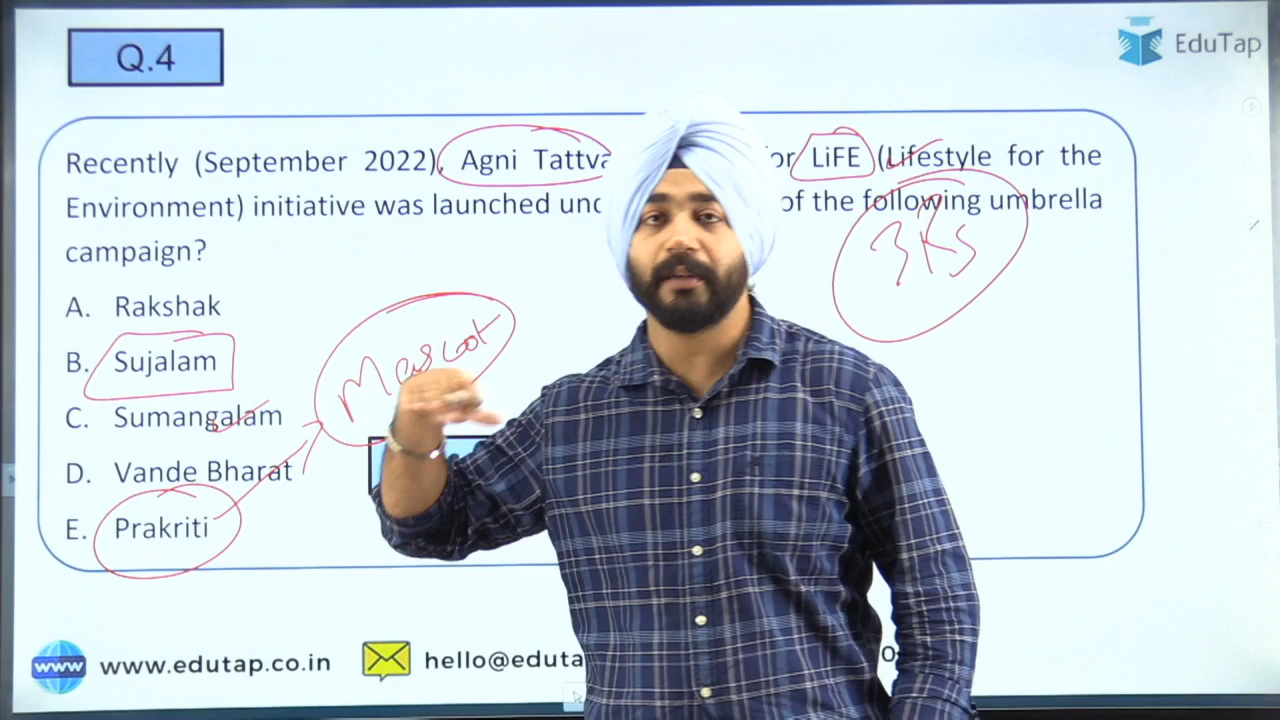 Q.4
EduTap
Recently (September 2022), Agni Tattva or LiFE (Lifestyle for the
Environment) initiative was launched of the following umbrella
campaign?
3Rs
A. Rakshak
B. Sujalam
Mascot
C. Sumangalam
D. Vande Bharat
E. Prakriti
www
www.edutap.co.in
hello@eduta